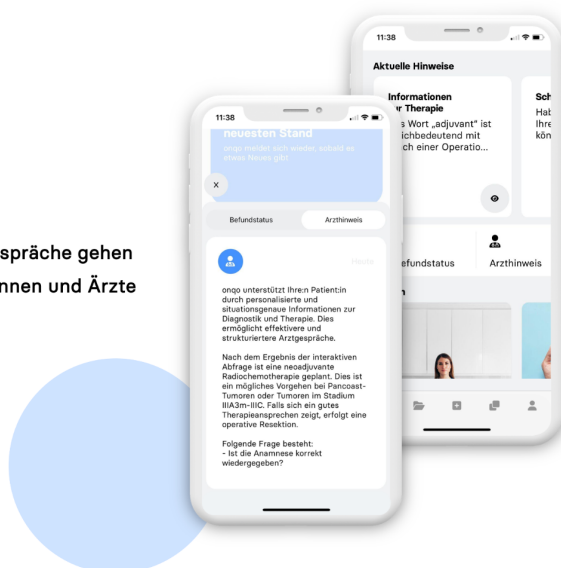 spräche gehen
nnen und Ärzte
11:38
neuesten Stand
onqo meldet sich wieder, sobald es
etwas Neues gibt!
x
Befundstatus
Arzthinweis
Heute
onqo unterstützt Ihre:n Patient:in
durch personalisierte und
situationsgenaue Informationen zur
Diagnostik und Therapie. Dies
ermöglicht effektivere und
strukturiertere Arztgespräche.
Nach dem Ergebnis der interaktiven
Abfrage ist eine neoadjuvante
Radiochemotherapie geplant. Dies ist
ein mögliches Vorgehen bei Pancoast-
Tumoren oder Tumoren im Stadium
IIIA3m-IIIC. Falls sich ein gutes
Therapieansprechen zeigt, erfolgt eine
operative Resektion.
Folgende Frage besteht:
- Ist die Anamnese korrekt
wiedergegeben?
11:38
Aktuelle Hinweise
Informationen
r Therapie
s Wort „adjuvant" ist
ichbedeutend mit
ch einer Operatio...
Sch
Hab
Ihre
kön
efundstatus
Arzthinweis
n